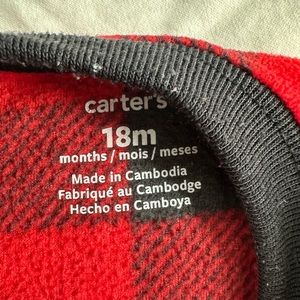 carter's
18m
months / mois / meses
Made in Cambodia
Fabriqué au Cambodge
Hecho en Camboya